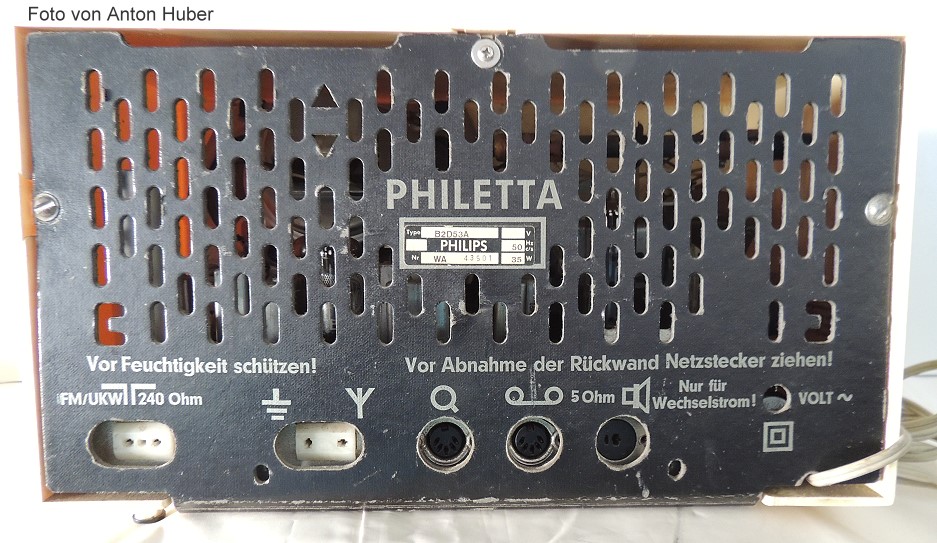 Foto von Anton Huber
PHILETTA
Type B2D53A V
PHILIPS 50 Hz c/s
Nr WA 43601 35 W
Vor Feuchtigkeit schützen!
Vor Abnahme der Rückwand Netzstecker ziehen!
FM/UKW 240 Ohm
5 Ohm
Nur für
Wechselstrom!
VOLT ~